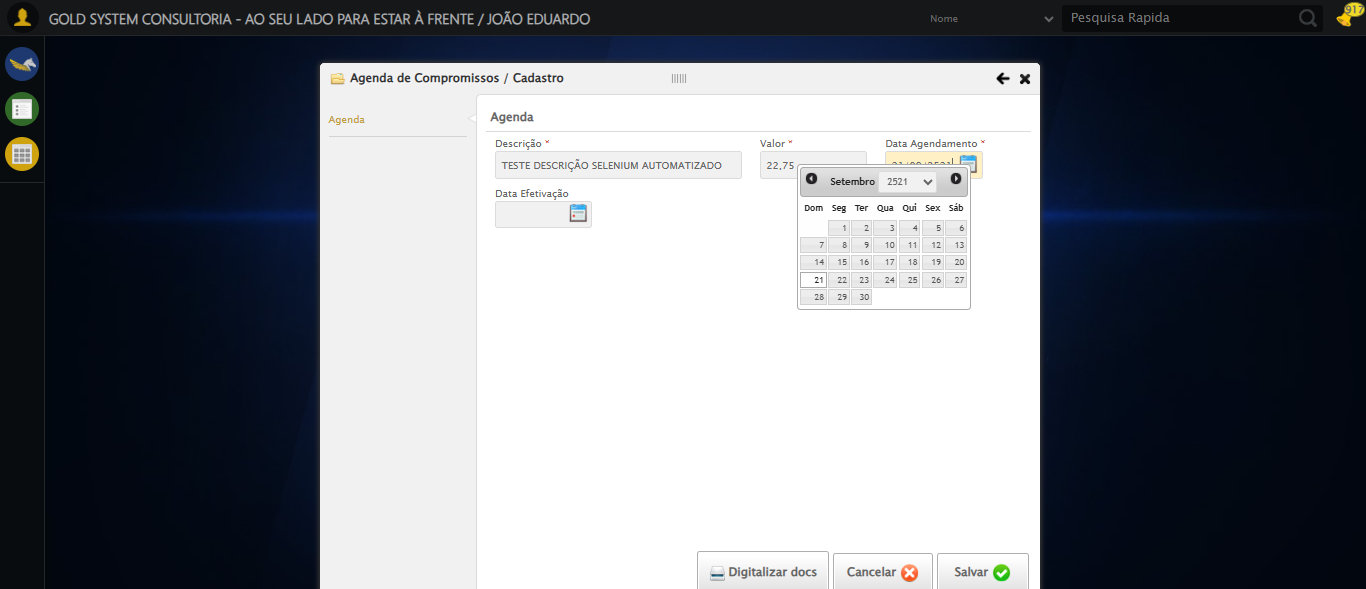 GOLD SYSTEM CONSULTORIA - AO SEU LADO PARA ESTAR À FRENTE / JOÃO EDUARDO
Nome
Pesquisa Rapida
917
Agenda de Compromissos / Cadastro
Agenda
Agenda
Descrição * Valor * Data Agendamento *
TESTE DESCRIÇÃO SELENIUM AUTOMATIZADO 22,75
Setembro 2521
Dom Seg Ter Qua Qui Sex Sáb
1 2 3 4 5 6
7 8 9 10 11 12 13
14 15 16 17 18 19 20
21 22 23 24 25 26 27
28 29 30
Data Efetivação
Digitalizar docs Cancelar Salvar